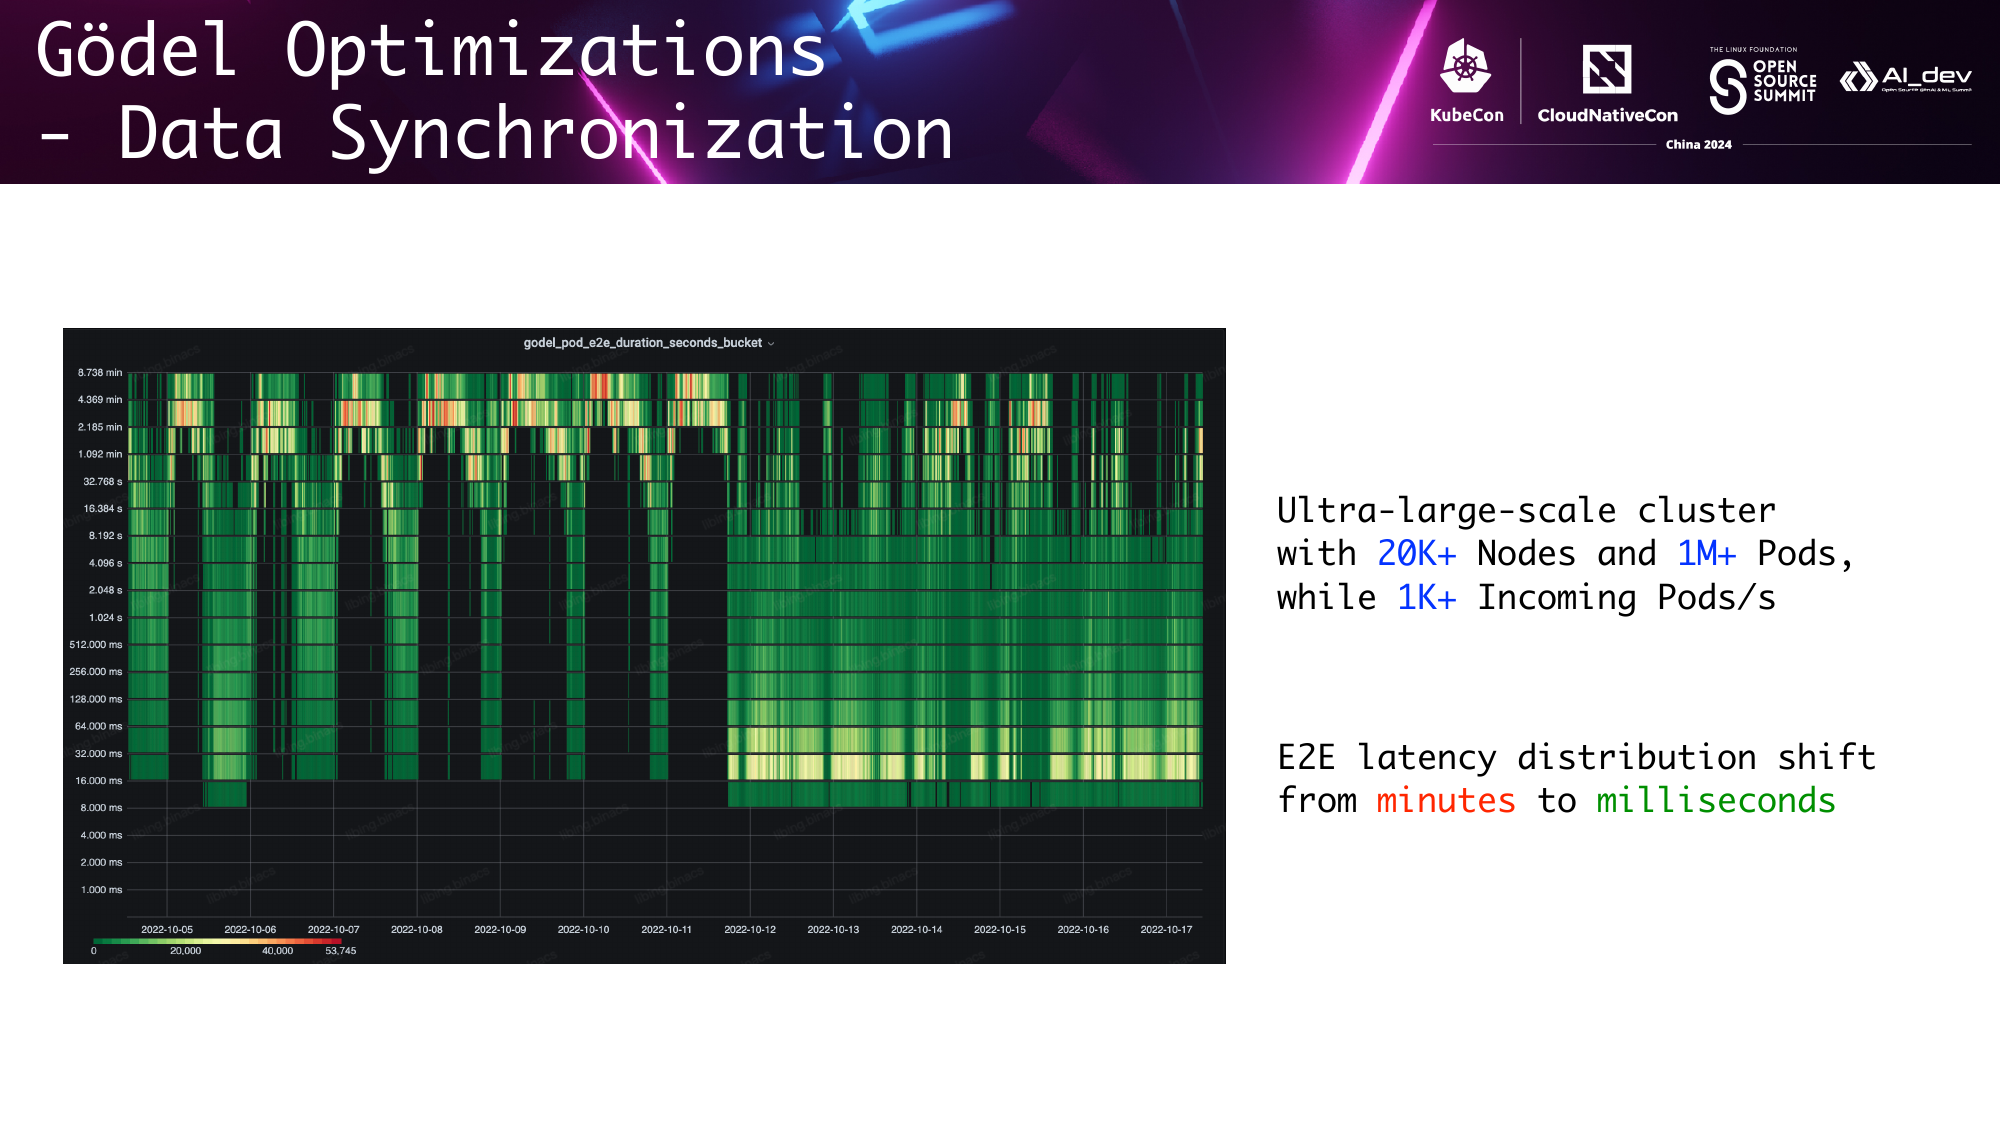 Gödel Optimizations
- Data Synchronization
KubeCon
CloudNativeCon
THE LINUX FOUNDATION
OPEN
SOURCE
SUMMIT
AI_dev
Open Source GenAI & ML Summit
China 2024
godel_pod_e2e_duration_seconds_bucket
8.738 min
4.369 min
2.185 min
1.092 min
32.768 s
16.384 s
8.192 s
4.096 s
2.048 s
1.024 s
512.000 ms
256.000 ms
128.000 ms
64.000 ms
32.000 ms
16.000 ms
8.000 ms
4.000 ms
2.000 ms
1.000 ms
2022-10-05 2022-10-06 2022-10-07 2022-10-08 2022-10-09 2022-10-10 2022-10-11 2022-10-12 2022-10-13 2022-10-14 2022-10-15 2022-10-16 2022-10-17
0 20,000 40,000 53,745
Ultra-large-scale cluster
with 20K+ Nodes and 1M+ Pods,
while 1K+ Incoming Pods/s
E2E latency distribution shift
from minutes to milliseconds